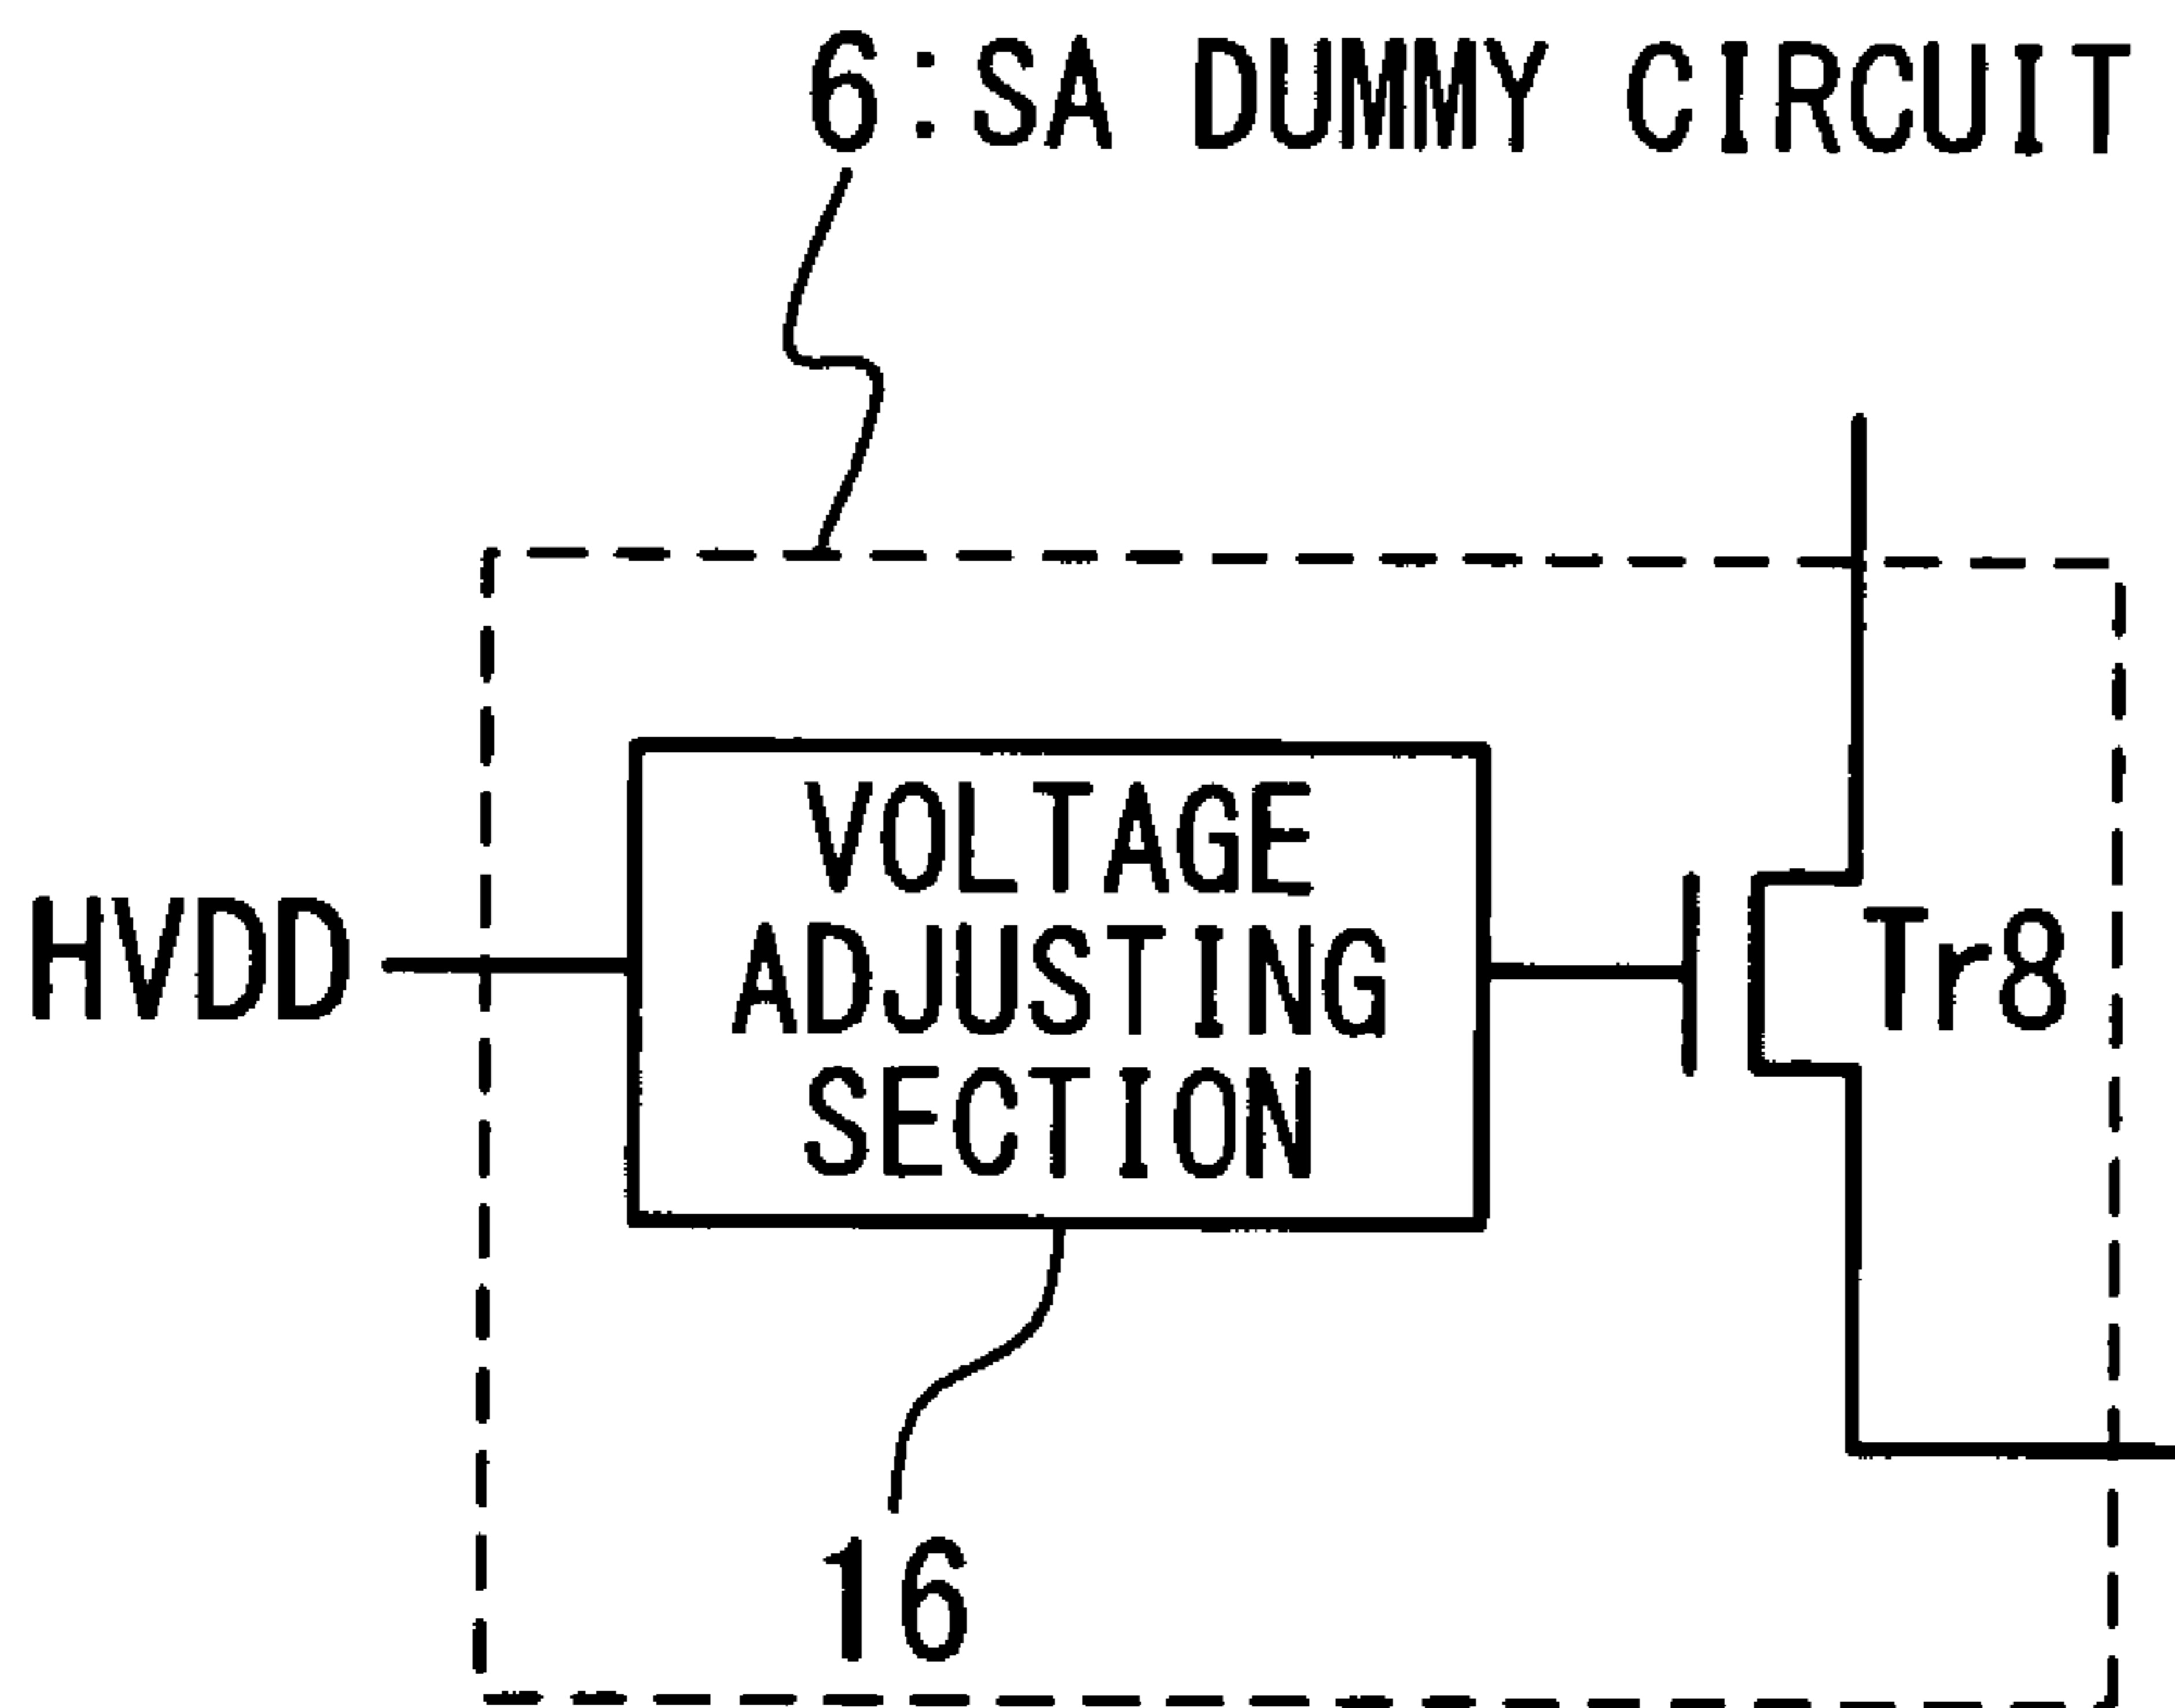 6:SA DUMMY CIRCUIT
VOLTAGE
ADJUSTING
SECTION
HVDD
Tr8
16